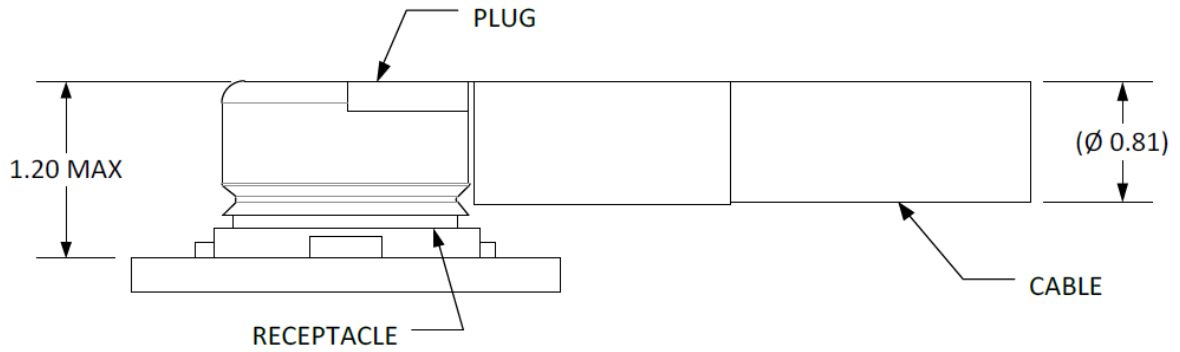 PLUG
1.20 MAX
(Ø 0.81)
CABLE
RECEPTACLE